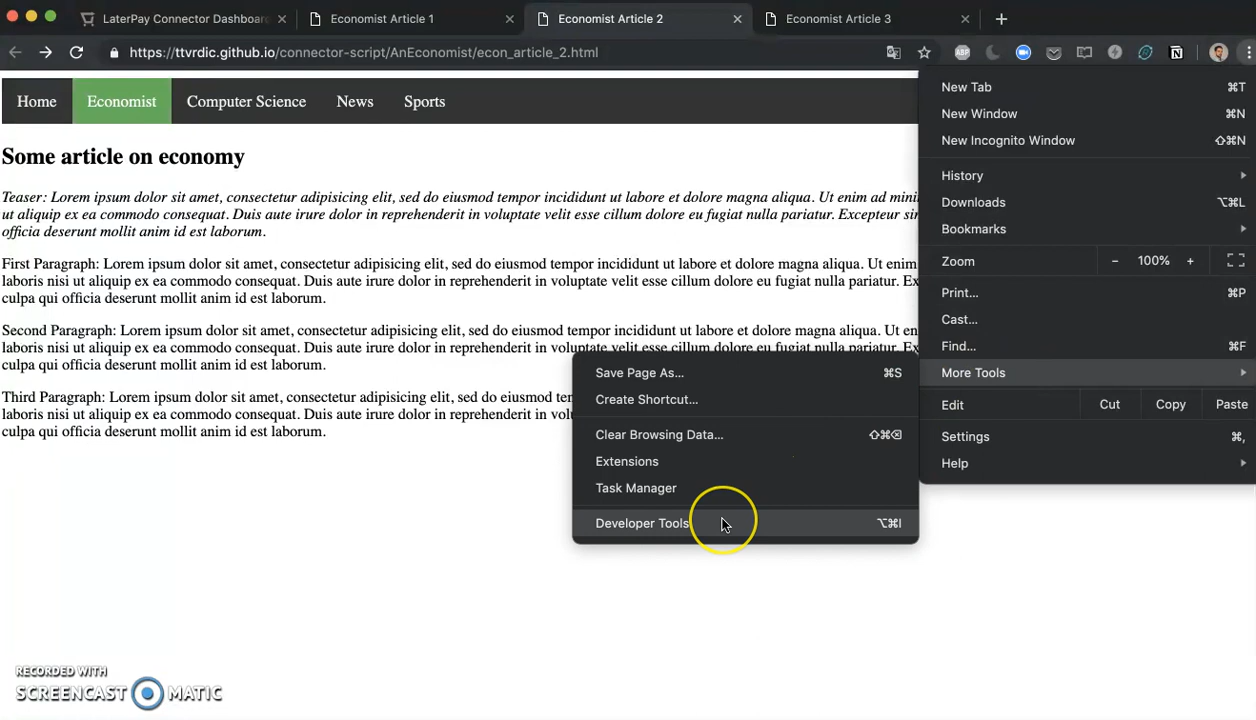 LaterPay Connector Dashboard
Economist Article 1
Economist Article 2
Economist Article 3
https://ttvrdic.github.io/connector-script/AnEconomist/econ_article_2.html
ABP
Home
Economist
Computer Science
News
Sports
Some article on economy
Teaser: Lorem ipsum dolor sit amet, consectetur adipisicing elit, sed do eiusmod tempor incididunt ut labore et dolore magna aliqua. Ut enim ad mini
ut aliquip ex ea commodo consequat. Duis aute irure dolor in reprehenderit in voluptate velit esse cillum dolore eu fugiat nulla pariatur. Excepteur sin
officia deserunt mollit anim id est laborum.
First Paragraph: Lorem ipsum dolor sit amet, consectetur adipisicing elit, sed do eiusmod tempor incididunt ut labore et dolore magna aliqua. Ut enim
laboris nisi ut aliquip ex ea commodo consequat. Duis aute irure dolor in reprehenderit in voluptate velit esse cillum dolore eu fugiat nulla pariatur. Ex
culpa qui officia deserunt mollit anim id est laborum.
Second Paragraph: Lorem ipsum dolor sit amet, consectetur adipisicing elit, sed do eiusmod tempor incididunt ut labore et dolore magna aliqua. Ut en
laboris nisi ut aliquip ex ea commodo consequat. Duis aute irure dolor in reprehenderit in voluptate velit esse cillum dolore eu fugiat nulla pariatur. Ex
culpa qui officia deserunt mollit anim id est laborum.
Third Paragraph: Lorem ipsum dolor sit amet, consectetur adipisicing elit, sed do eiusmod tem
laboris nisi ut aliquip ex ea commodo consequat. Duis aute irure dolor in reprehenderit in volu
culpa qui officia deserunt mollit anim id est laborum.
New Tab ⌘T
New Window ⌘N
New Incognito Window ⇧⌘N
History
Downloads ⌥⌘L
Bookmarks
Zoom − 100% +
Print... ⌘P
Cast...
Find... ⌘F
More Tools
Edit Cut Copy Paste
Settings ⌘,
Help
Save Page As... ⌘S
Create Shortcut...
Clear Browsing Data... ⇧⌘⌫
Extensions
Task Manager
Developer Tools ⌥⌘I
RECORDED WITH
SCREENCAST MATIC